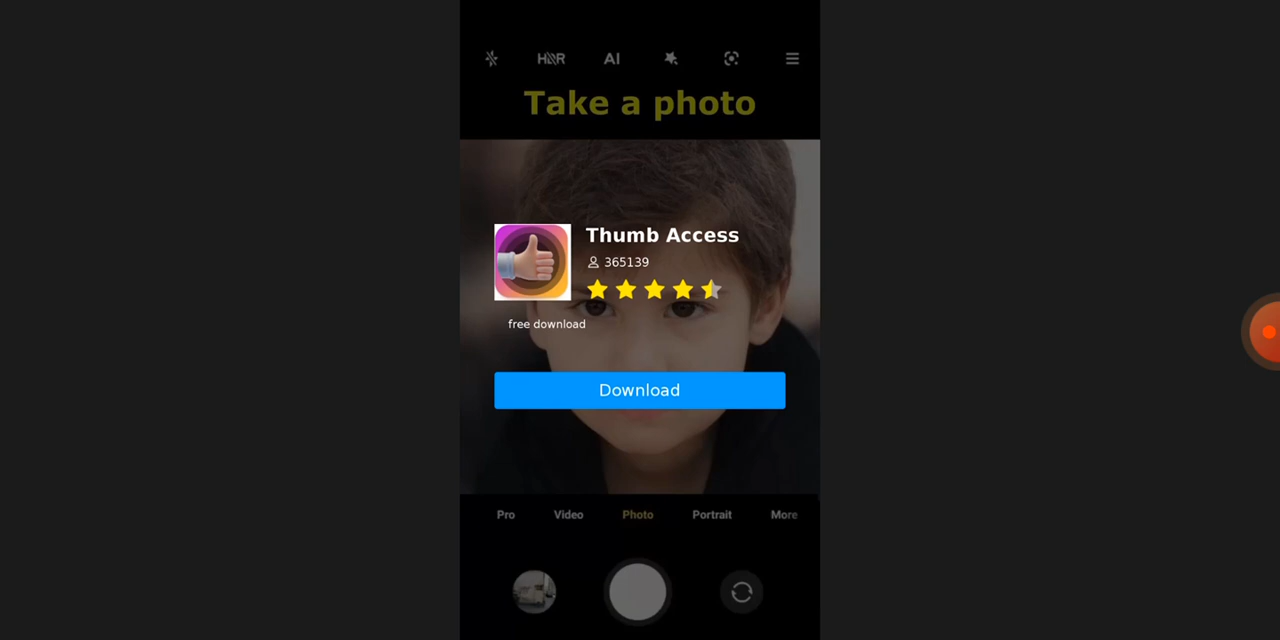 HDR AI
Take a photo
Thumb Access
365139
free download
Download
Pro Video Photo Portrait More